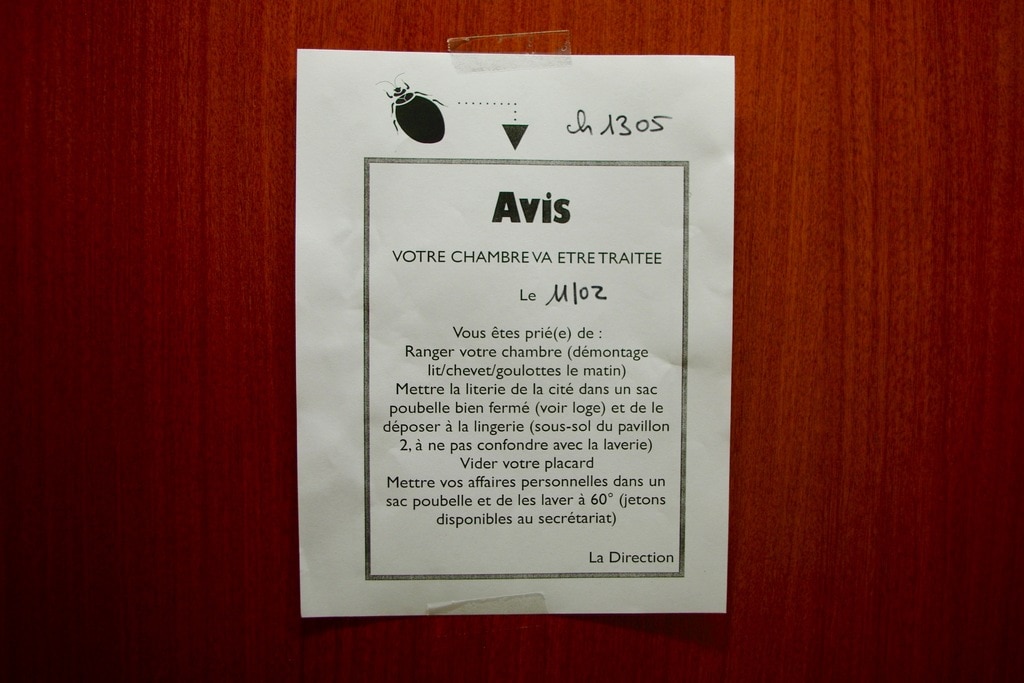 ch 1305
Avis
VOTRE CHAMBRE VA ETRE TRAITEE
Le 11/02
Vous êtes prié(e) de :
Ranger votre chambre (démontage
lit/chevet/goulottes le matin)
Mettre la literie de la cité dans un sac
poubelle bien fermé (voir loge) et de le
déposer à la lingerie (sous-sol du pavillon
2, à ne pas confondre avec la laverie)
Vider votre placard
Mettre vos affaires personnelles dans un
sac poubelle et de les laver à 60° (jetons
disponibles au secrétariat)
La Direction